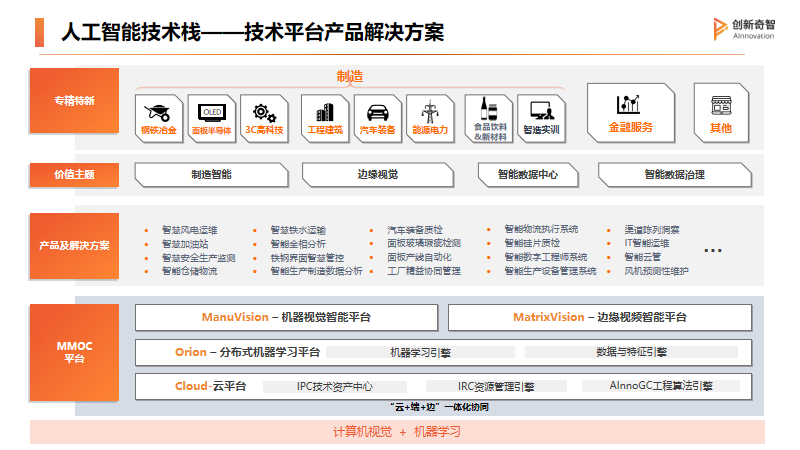 人工智能技术栈——技术平台产品解决方案
创新奇智
AInnovation
专精特新
制造
钢铁冶金
OLED
面板半导体
3C高科技
工程建筑
汽车装备
能源电力
食品饮料
&新材料
智造实训
金融服务
其他
价值主题
制造智能
边缘视觉
智能数据中心
智能数据治理
产品及解决方案
• 智慧风电运维
• 智慧加油站
• 智慧安全生产监测
• 智能仓储物流
• 智慧铁水运输
• 智能金相分析
• 铁钢界面智慧管控
• 智能生产制造数据分析
• 汽车装备质检
• 面板玻璃瑕疵检测
• 面板产线自动化
• 工厂精益协同管理
• 智能物流执行系统
• 智能硅片质检
• 智能数字工程师系统
• 智能生产设备管理系统
• 渠道陈列洞察
• IT智能运维
• 智能云管
• 风机预测性维护
...
MMOC
平台
ManuVision – 机器视觉智能平台
MatrixVision – 边缘视频智能平台
Orion – 分布式机器学习平台
机器学习引擎
数据与特征引擎
Cloud-云平台
IPC技术资产中心
IRC资源管理引擎
AInnoGC工程算法引擎
“云+端+边”一体化协同
计算机视觉 + 机器学习